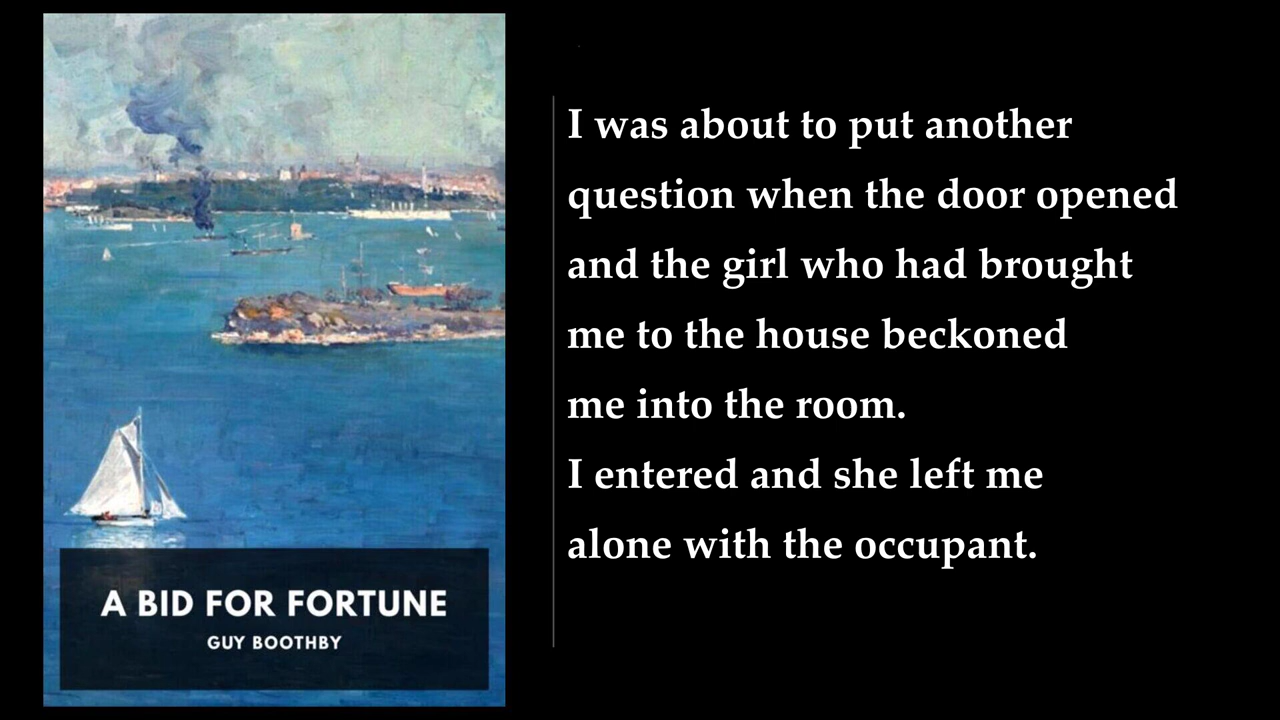 A BID FOR FORTUNE
GUY BOOTHBY
I was about to put another
question when the door opened
and the girl who had brought
me to the house beckoned
me into the room.
I entered and she left me
alone with the occupant.